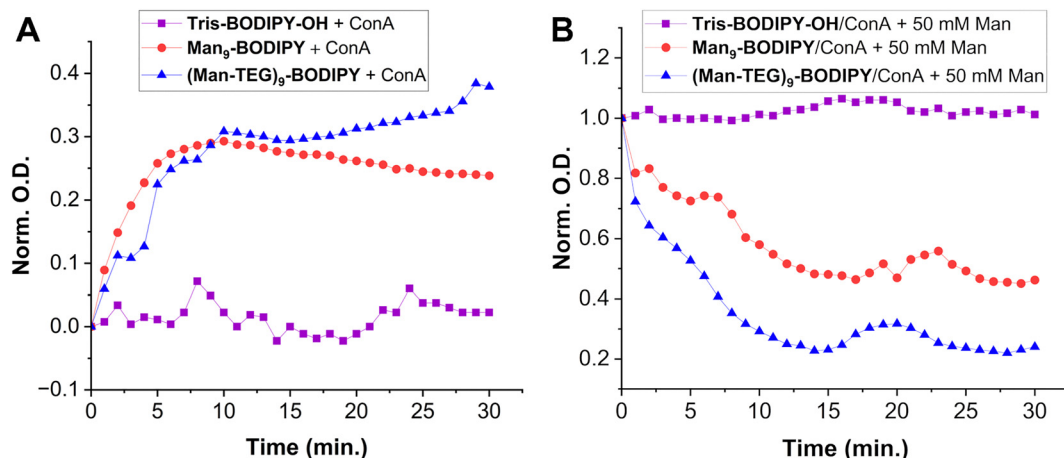 A
Tris-BODIPY-OH + ConA
Man9-BODIPY + ConA
(Man-TEG)9-BODIPY + ConA
0.4
0.3
0.2
0.1
0.0
−0.1
Norm. O.D.
0 5 10 15 20 25 30
Time (min.)
B
Tris-BODIPY-OH/ConA + 50 mM Man
Man9-BODIPY/ConA + 50 mM Man
(Man-TEG)9-BODIPY/ConA + 50 mM Man
1.2
1.0
0.8
0.6
0.4
0.2
Norm. O.D.
0 5 10 15 20 25 30
Time (min.)